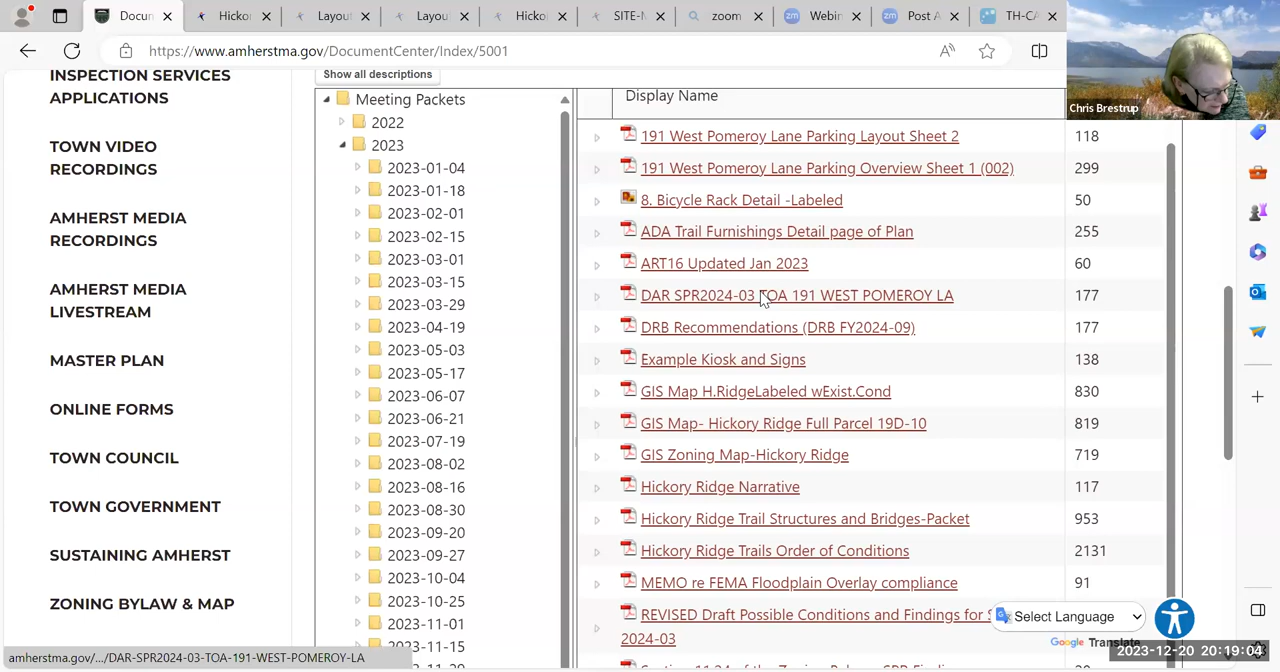 Docun
Hickor
Layout
Layou
Hickor
SITE-N
zoom
Webin
Post A
TH-CA
https://www.amherstma.gov/DocumentCenter/Index/5001
Chris Brestrup
INSPECTION SERVICES
APPLICATIONS
TOWN VIDEO
RECORDINGS
AMHERST MEDIA
RECORDINGS
AMHERST MEDIA
LIVESTREAM
MASTER PLAN
ONLINE FORMS
TOWN COUNCIL
TOWN GOVERNMENT
SUSTAINING AMHERST
ZONING BYLAW & MAP
Show all descriptions
Meeting Packets
2022
2023
2023-01-04
2023-01-18
2023-02-01
2023-02-15
2023-03-01
2023-03-15
2023-03-29
2023-04-19
2023-05-03
2023-05-17
2023-06-07
2023-06-21
2023-07-19
2023-08-02
2023-08-16
2023-08-30
2023-09-20
2023-09-27
2023-10-04
2023-10-25
2023-11-01
Display Name
191 West Pomeroy Lane Parking Layout Sheet 2 118
191 West Pomeroy Lane Parking Overview Sheet 1 (002) 299
8. Bicycle Rack Detail -Labeled 50
ADA Trail Furnishings Detail page of Plan 255
ART16 Updated Jan 2023 60
DAR SPR2024-03 TOA 191 WEST POMEROY LA 177
DRB Recommendations (DRB FY2024-09) 177
Example Kiosk and Signs 138
GIS Map H.RidgeLabeled wExist.Cond 830
GIS Map- Hickory Ridge Full Parcel 19D-10 819
GIS Zoning Map-Hickory Ridge 719
Hickory Ridge Narrative 117
Hickory Ridge Trail Structures and Bridges-Packet 953
Hickory Ridge Trails Order of Conditions 2131
MEMO re FEMA Floodplain Overlay compliance 91
REVISED Draft Possible Conditions and Findings for S
2024-03
Select Language
Google Translate
amherstma.gov/.../DAR-SPR2024-03-TOA-191-WEST-POMEROY-LA
2023-12-20 20:19:04